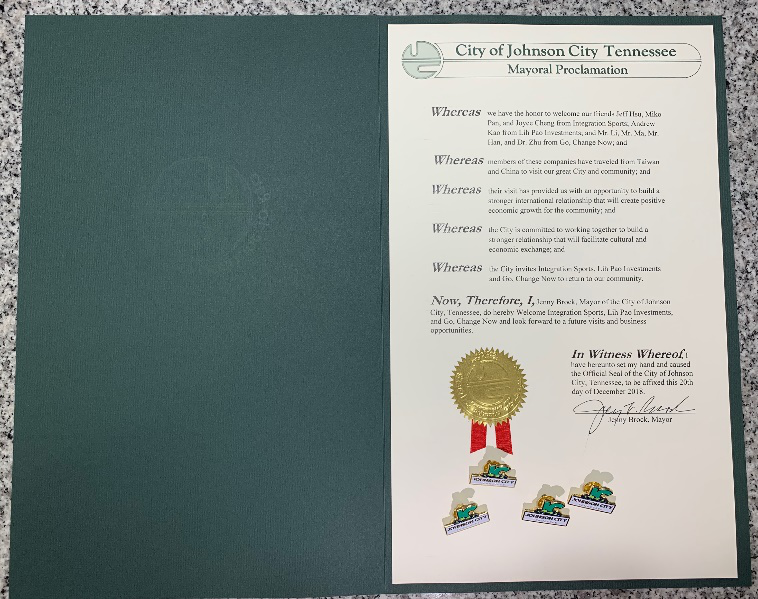 City of Johnson City Tennessee
Mayoral Proclamation
Whereas we have the honor to welcome our friends Jeff Hsu, Miko
Pan, and Joyce Chang from Integration Sports, Andrew
Kao from Lih Pao Investments, and Mr. Li, Mr. Ma, Mr.
Han, and Dr. Zhu from Go, Change Now; and
Whereas members of these companies have traveled from Taiwan
and China to visit our great City and community; and
Whereas their visit has provided us with an opportunity to build a
stronger international relationship that will create positive
economic growth for the community; and
Whereas the City is committed to working together to build a
stronger relationship that will facilitate cultural and
economic exchange; and
Whereas the City invites Integration Sports, Lih Pao Investments
and Go, Change Now to return to our community.
Now, Therefore, I, Jenny Brock, Mayor of the City of Johnson
City, Tennessee, do hereby Welcome Integration Sports, Lih Pao Investments,
and Go, Change Now and look forward to a future visits and business
opportunities.
In Witness Whereof, I
have hereunto set my hand and caused
the Official Seal of the City of Johnson
City, Tennessee, to be affixed this 20th
day of December 2018.
Jenny Brock, Mayor
JOHNSON CITY
JOHNSON CITY
JOHNSON CITY
JOHNSON CITY